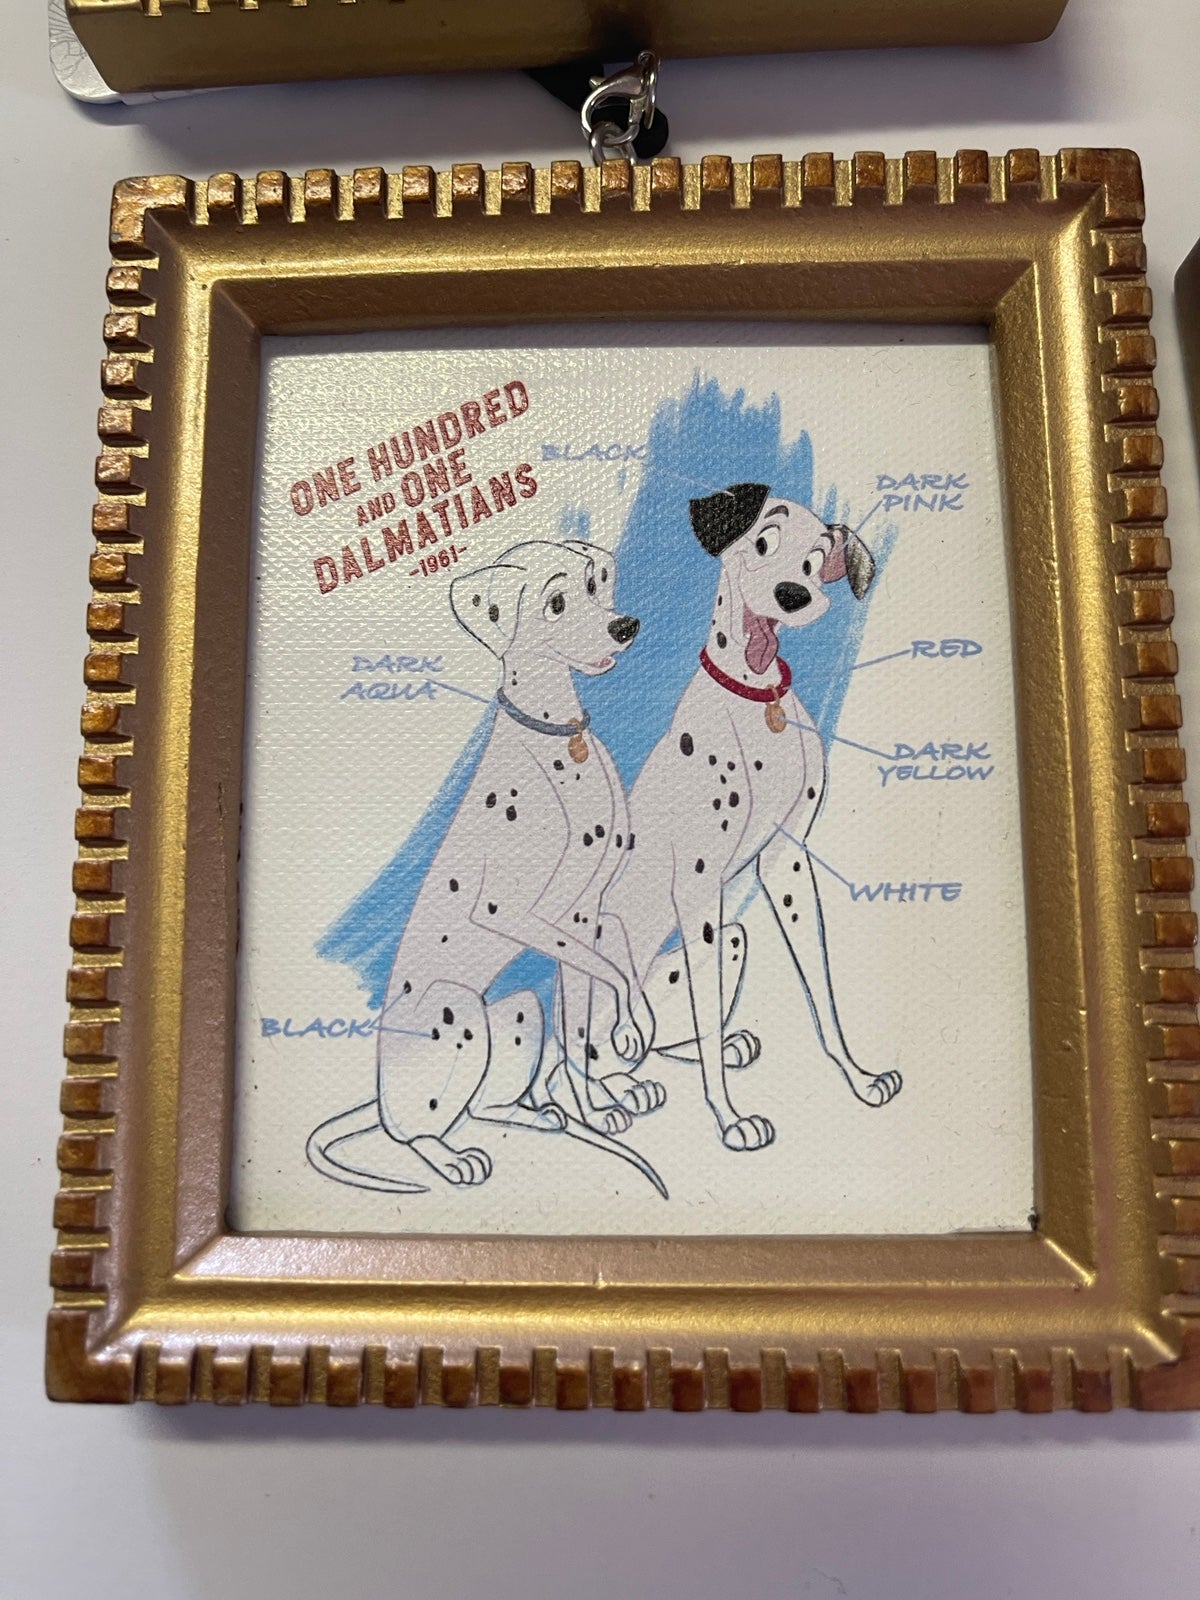 ONE HUNDRED
AND ONE
DALMATIANS
-1961-
BLACK
DARK
PINK
DARK
AQUA
RED
DARK
YELLOW
WHITE
BLACK